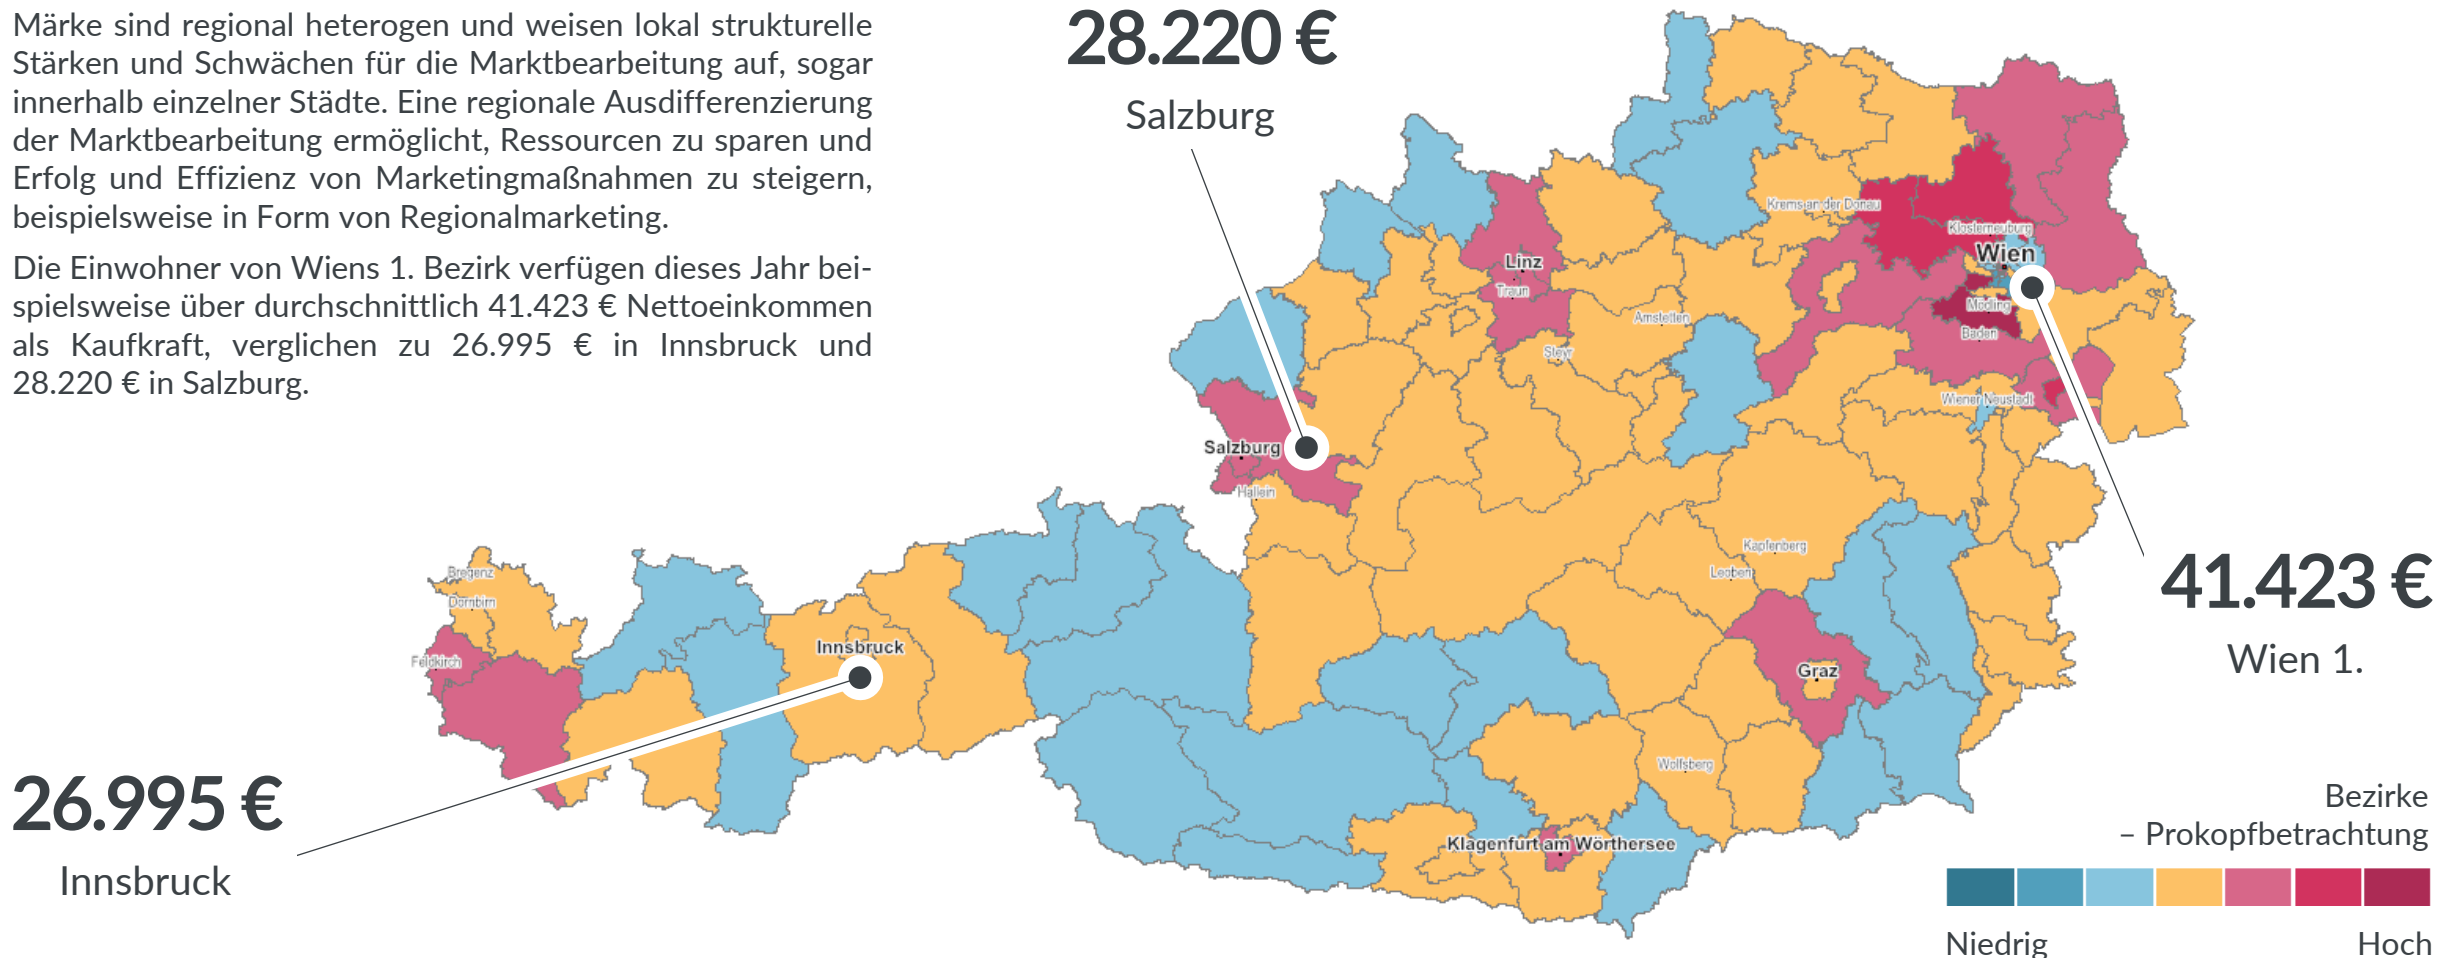 Märke sind regional heterogen und weisen lokal strukturelle
Stärken und Schwächen für die Marktbearbeitung auf, sogar
innerhalb einzelner Städte. Eine regionale Ausdifferenzierung
der Marktbearbeitung ermöglicht, Ressourcen zu sparen und
Erfolg und Effizienz von Marketingmaßnahmen zu steigern,
beispielsweise in Form von Regionalmarketing.
Die Einwohner von Wiens 1. Bezirk verfügen dieses Jahr bei-
spielsweise über durchschnittlich 41.423 € Nettoeinkommen
als Kaufkraft, verglichen zu 26.995 € in Innsbruck und
28.220 € in Salzburg.
28.220 €
Salzburg
Krems an der Donau
Klosterneuburg
Wien
Linz
Traun
Mödling
Amstetten
Baden
Steyr
Wiener Neustadt
Salzburg
Hallein
Kapfenberg
Leoben
Bregenz
Dornbirn
Feldkirch
Innsbruck
Graz
Wolfsberg
Klagenfurt am Wörthersee
41.423 €
Wien 1.
26.995 €
Innsbruck
Bezirke
– Prokopfbetrachtung
Niedrig
Hoch